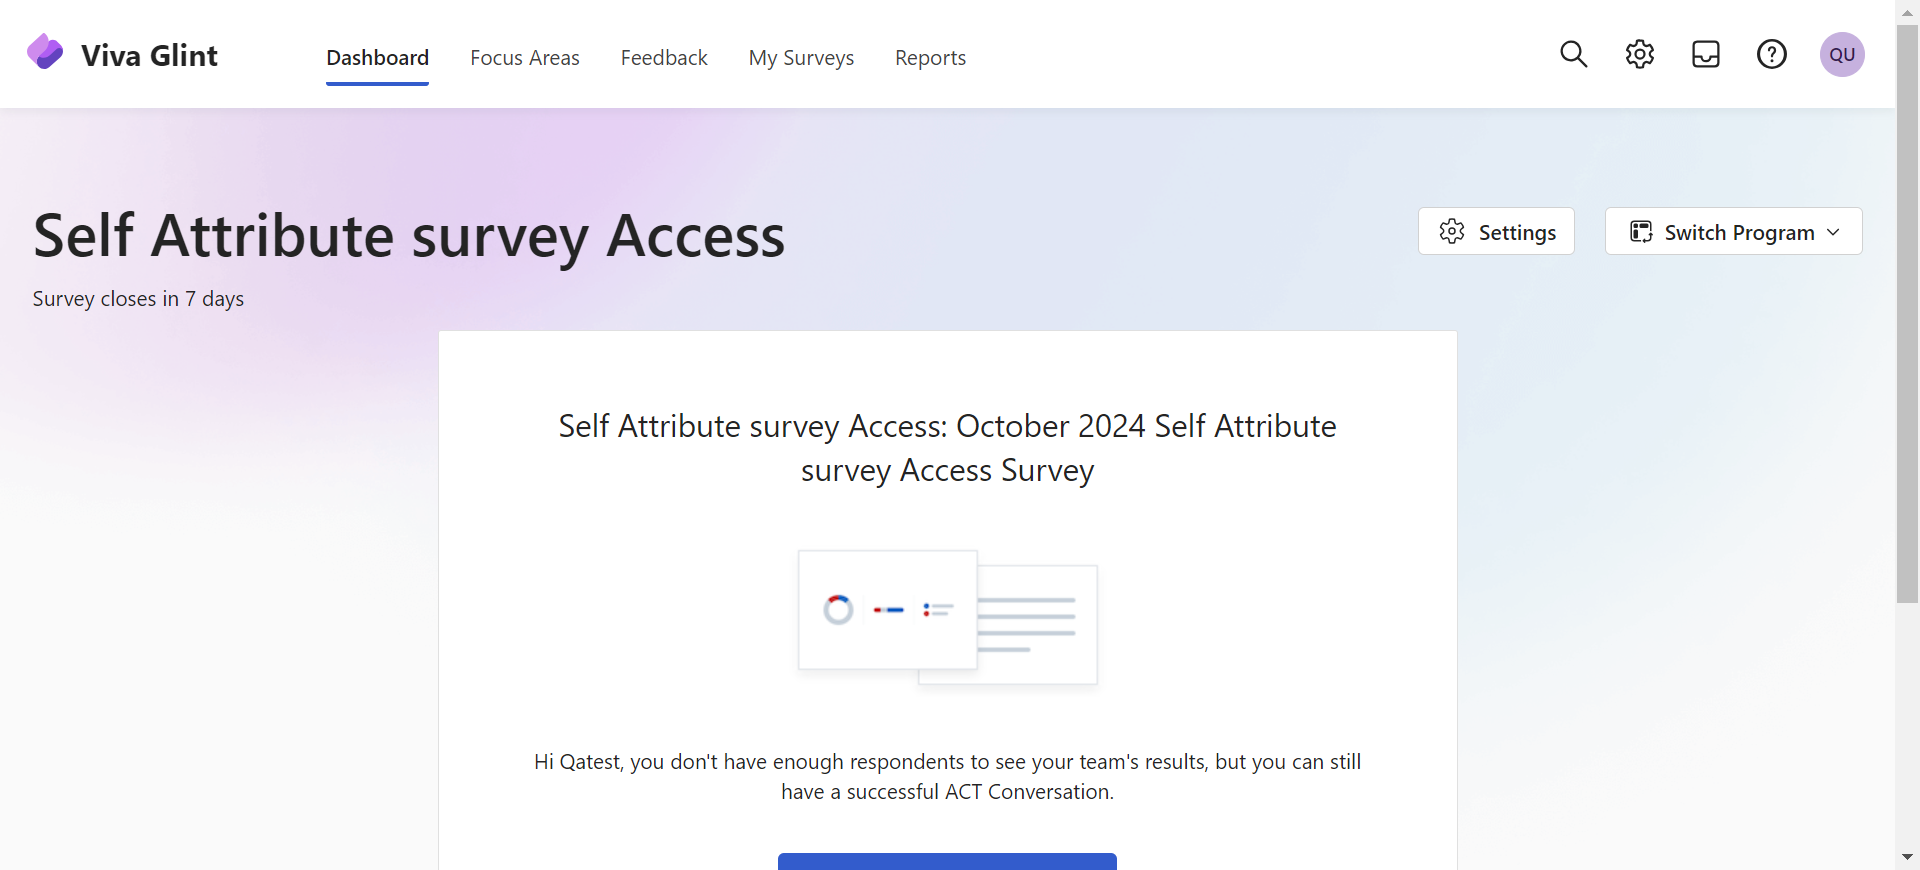 Viva Glint
Dashboard
Focus Areas
Feedback
My Surveys
Reports
QU
Self Attribute survey Access
Settings
Switch Program
Survey closes in 7 days
Self Attribute survey Access: October 2024 Self Attribute
survey Access Survey
Hi Qatest, you don't have enough respondents to see your team's results, but you can still
have a successful ACT Conversation.